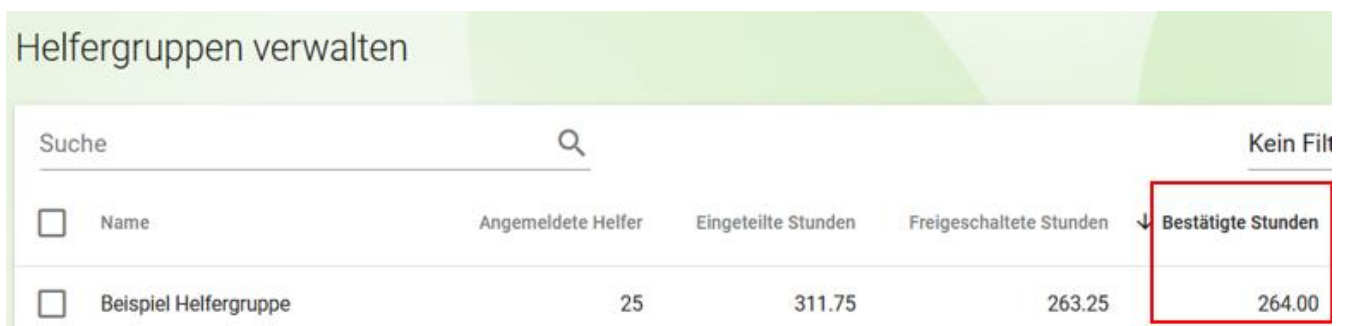 Helfergruppen verwalten
Suche
Kein Filt
Name Angemeldete Helfer Eingeteilte Stunden Freigeschaltete Stunden Bestätigte Stunden
Beispiel Helfergruppe 25 311.75 263.25 264.00